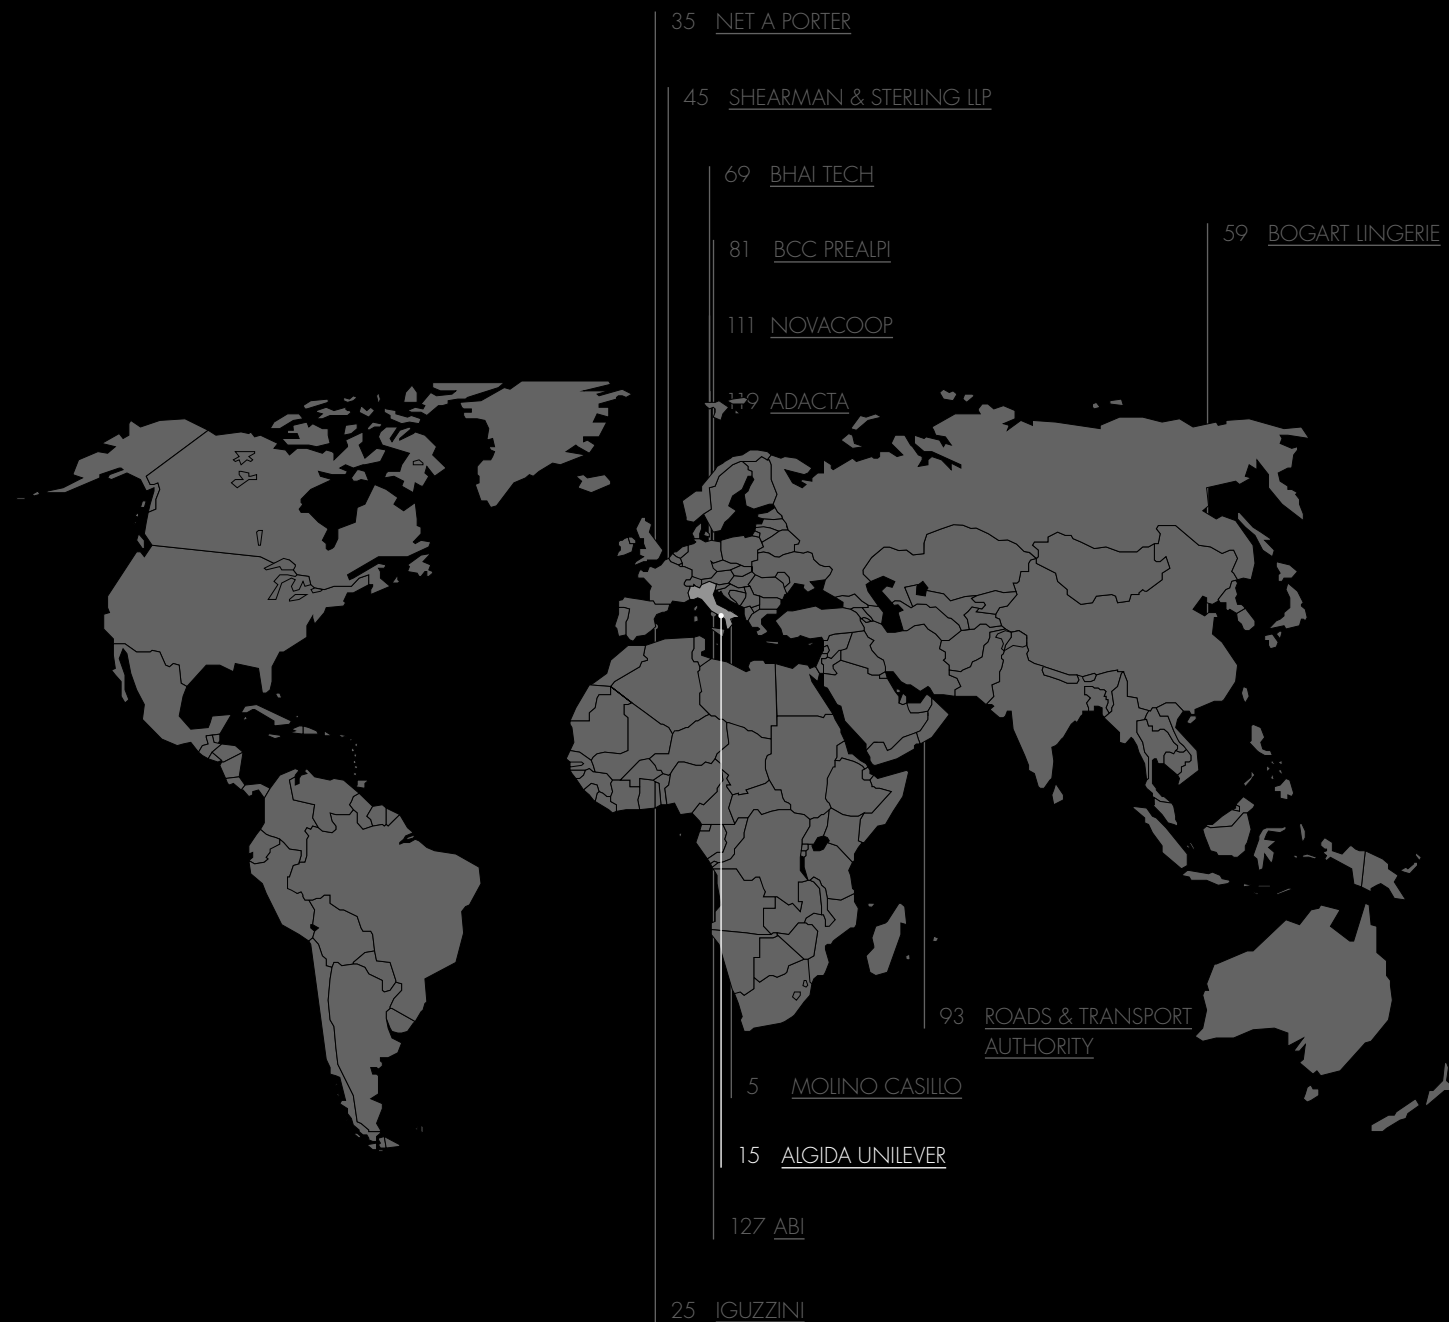 35 NET A PORTER
45 SHEARMAN & STERLING LLP
69 BHAI TECH
59 BOGART LINGERIE
81 BCC PREALPI
111 NOVACOOP
119 ADACTA
93 ROADS & TRANSPORT
AUTHORITY
5 MOLINO CASILLO
15 ALGIDA UNILEVER
127 ABI
25 IGUZZINI